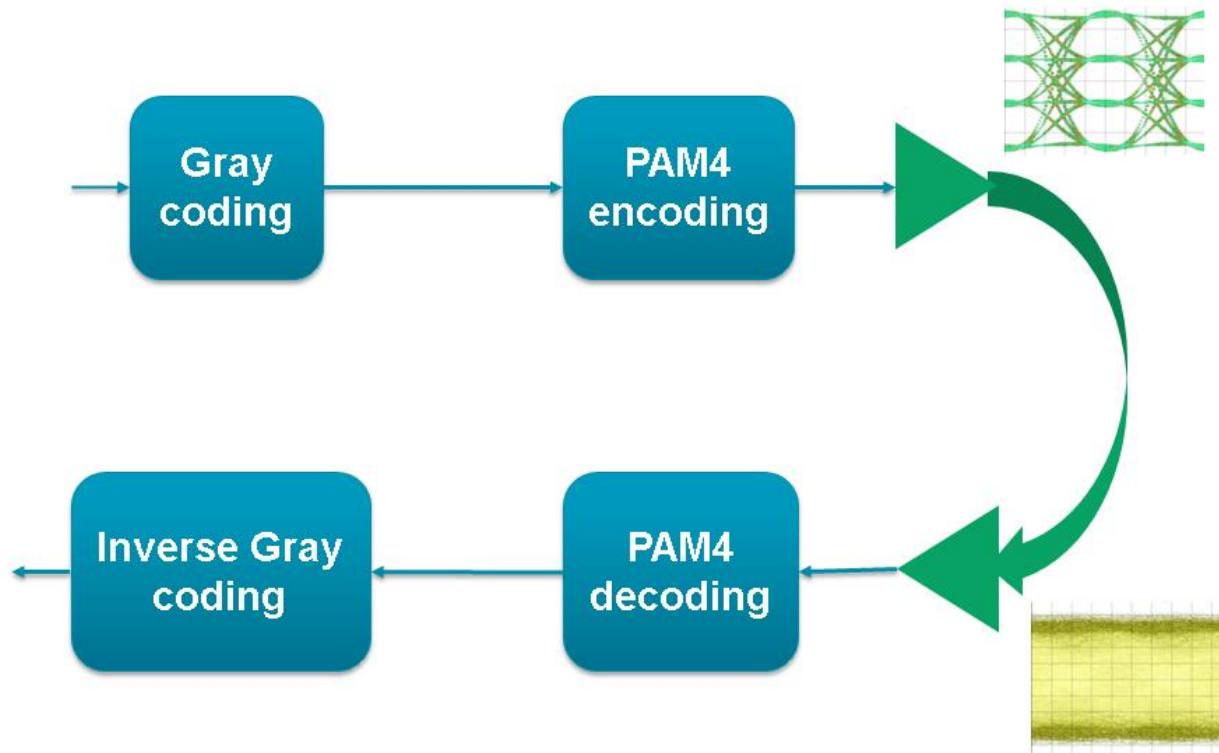 Gray
coding
PAM4
encoding
Inverse Gray
coding
PAM4
decoding